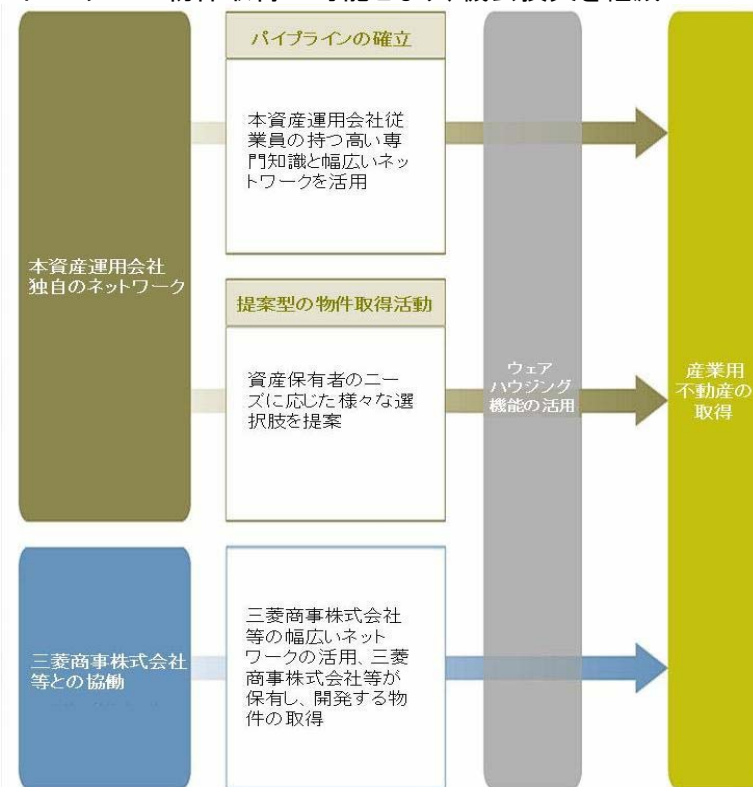 パイプラインの確立
本資産運用会社従
業員の持つ高い専
門知識と幅広いネッ
トワークを活用
本資産運用会社
独自のネットワーク
提案型の物件取得活動
資産保有者のニー
ズに応じた様々な選
択肢を提案
ウェア
ハウジング
機能の活用
産業用
不動産の
取得
三菱商事株式会社
等との協働
三菱商事株式会社
等の幅広いネット
ワークの活用、三菱
商事株式会社等が
保有し、開発する物
件の取得